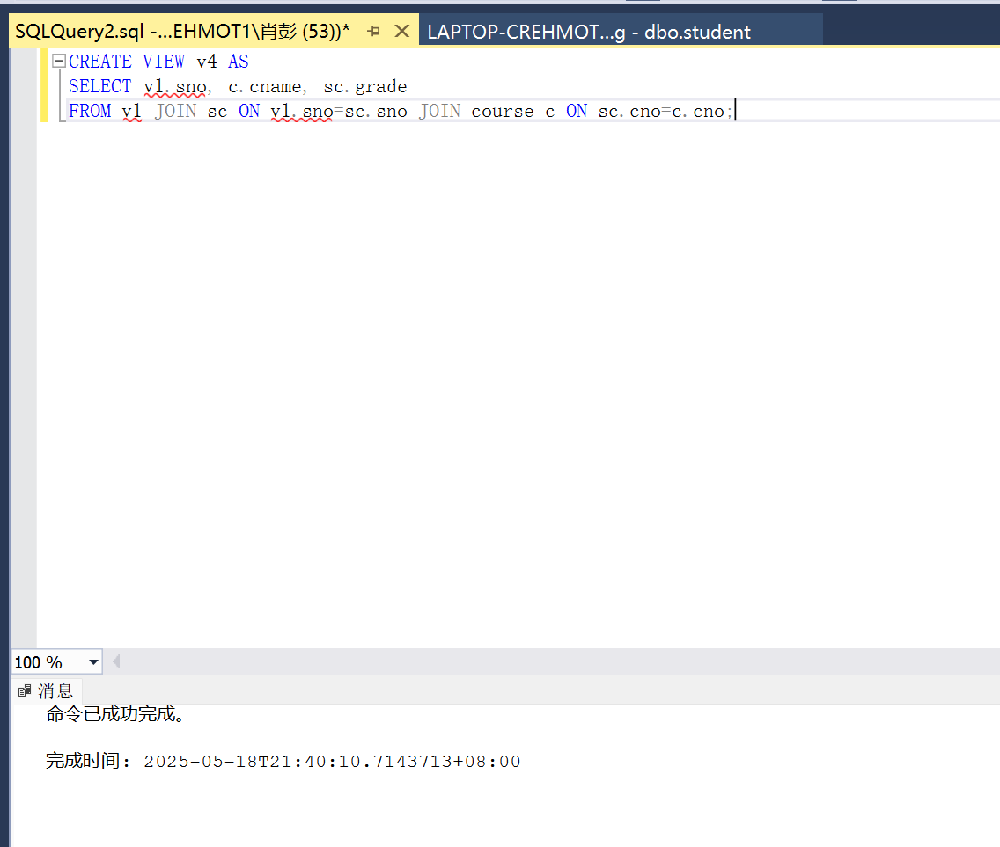 SQLQuery2.sql -...EHMOT1\肖彭 (53))*
LAPTOP-CREHMOT...g - dbo.student
CREATE VIEW v4 AS
SELECT v1.sno, c.cname, sc.grade
FROM v1 JOIN sc ON v1.sno=sc.sno JOIN course c ON sc.cno=c.cno;
100 %
消息
命令已成功完成。
完成时间: 2025-05-18T21:40:10.7143713+08:00